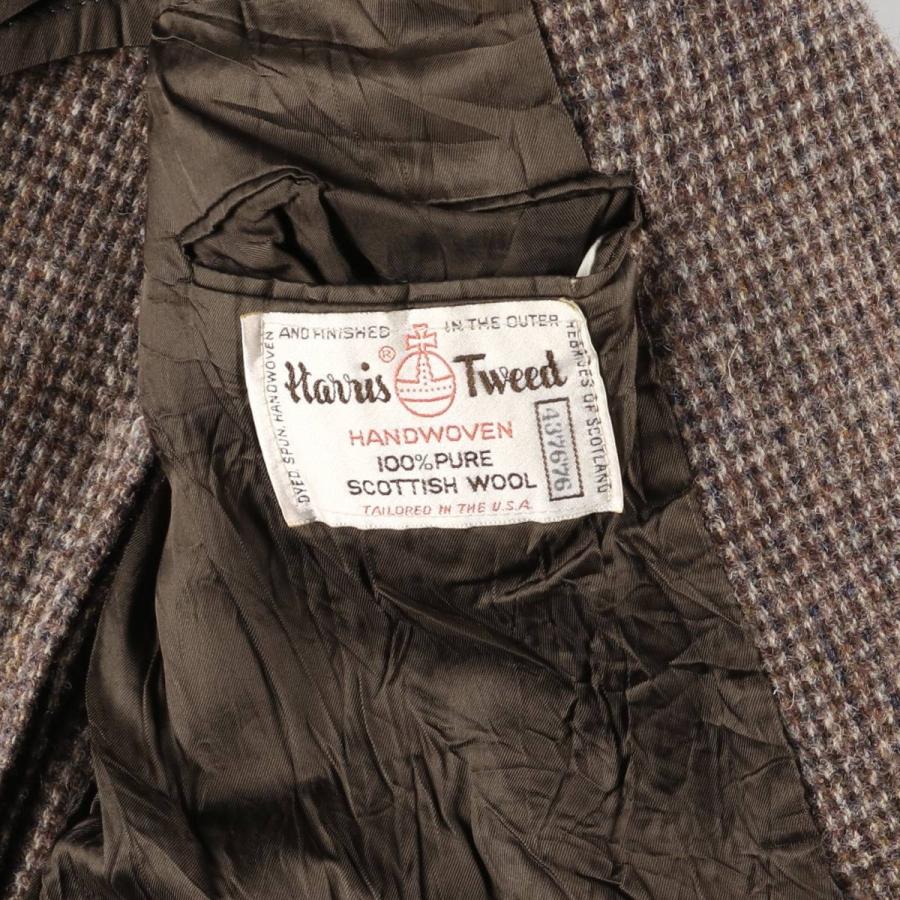 DYED SPUN, HANDWOVEN
AND FINISHED
IN THE OUTER
HEBRIDES OF SCOTLAND
Harris ® Tweed
HANDWOVEN
100% PURE
SCOTTISH WOOL
TAILORED IN THE U.S.A.
437676